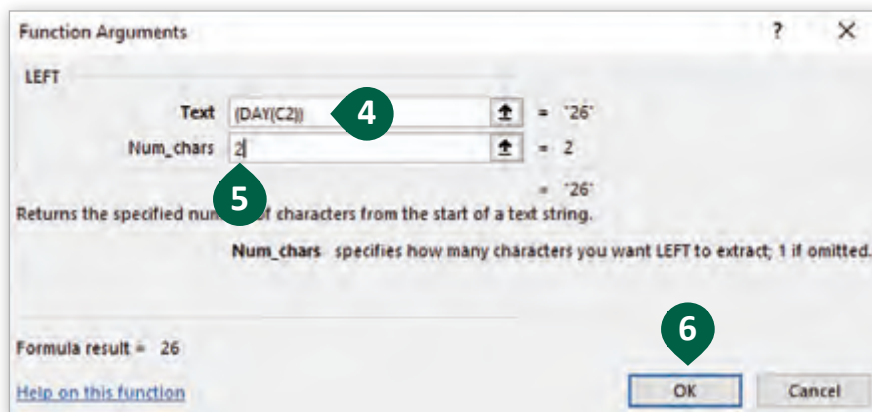 Function Arguments ? ✕
LEFT
Text (DAY(C2)) 4 = "26"
Num_chars 2 = 2
5 = "26"
Returns the specified num of characters from the start of a text string.
Num_chars specifies how many characters you want LEFT to extract; 1 if omitted.
6
Formula result = 26
Help on this function OK Cancel